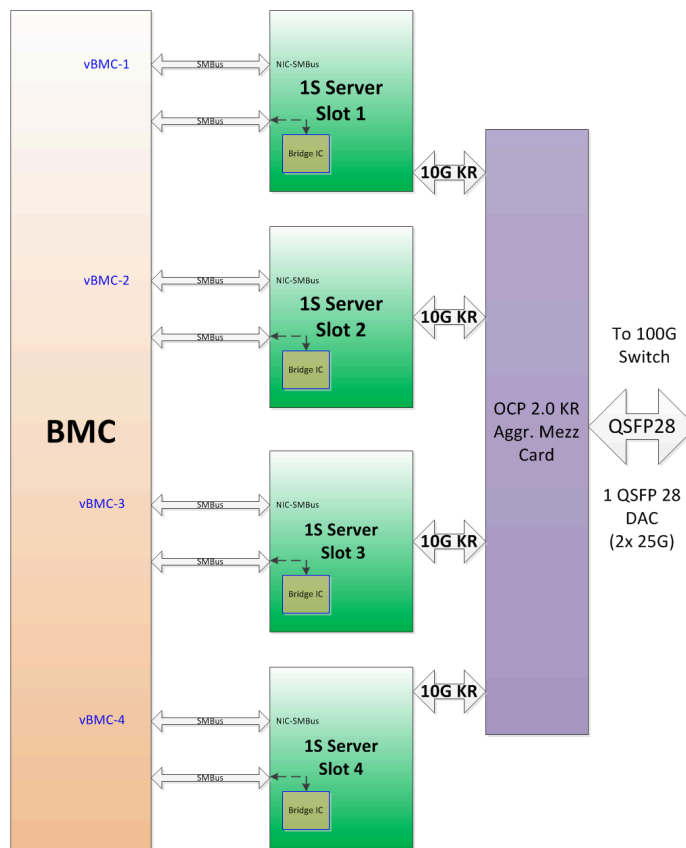 vBMC-1
SMBus
NIC-SMBus
1S Server
Slot 1
SMBus
Bridge IC
10G KR
vBMC-2
SMBus
NIC-SMBus
1S Server
Slot 2
10G KR
SMBus
Bridge IC
To 100G
Switch
OCP 2.0 KR
Aggr. Mezz
Card
QSFP28
BMC
1 QSFP 28
DAC
(2x 25G)
vBMC-3
SMBus
NIC-SMBus
1S Server
Slot 3
10G KR
SMBus
Bridge IC
10G KR
vBMC-4
SMBus
NIC-SMBus
1S Server
Slot 4
SMBus
Bridge IC